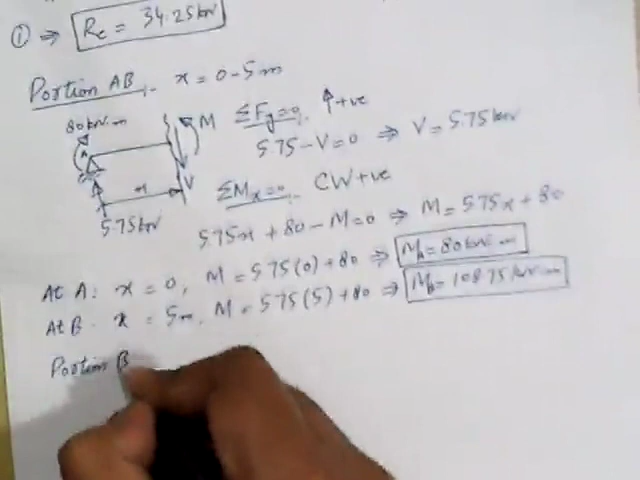 ① ⇒ Rc = 34.25kN
Portion AB :- x = 0-5m
80kN.m
M
ΣFy=0, ↑+ve
5.75-V=0 ⇒ V=5.75kN
A
x
V
5.75kN
ΣMx=0, CW+ve
5.75x + 80 - M=0 ⇒ M=5.75x+80
At A: x=0, M=5.75(0)+80 ⇒ MA=80kN.m
At B: x=5m, M=5.75(5)+80 ⇒ MB=108.75kN.m
Portion B